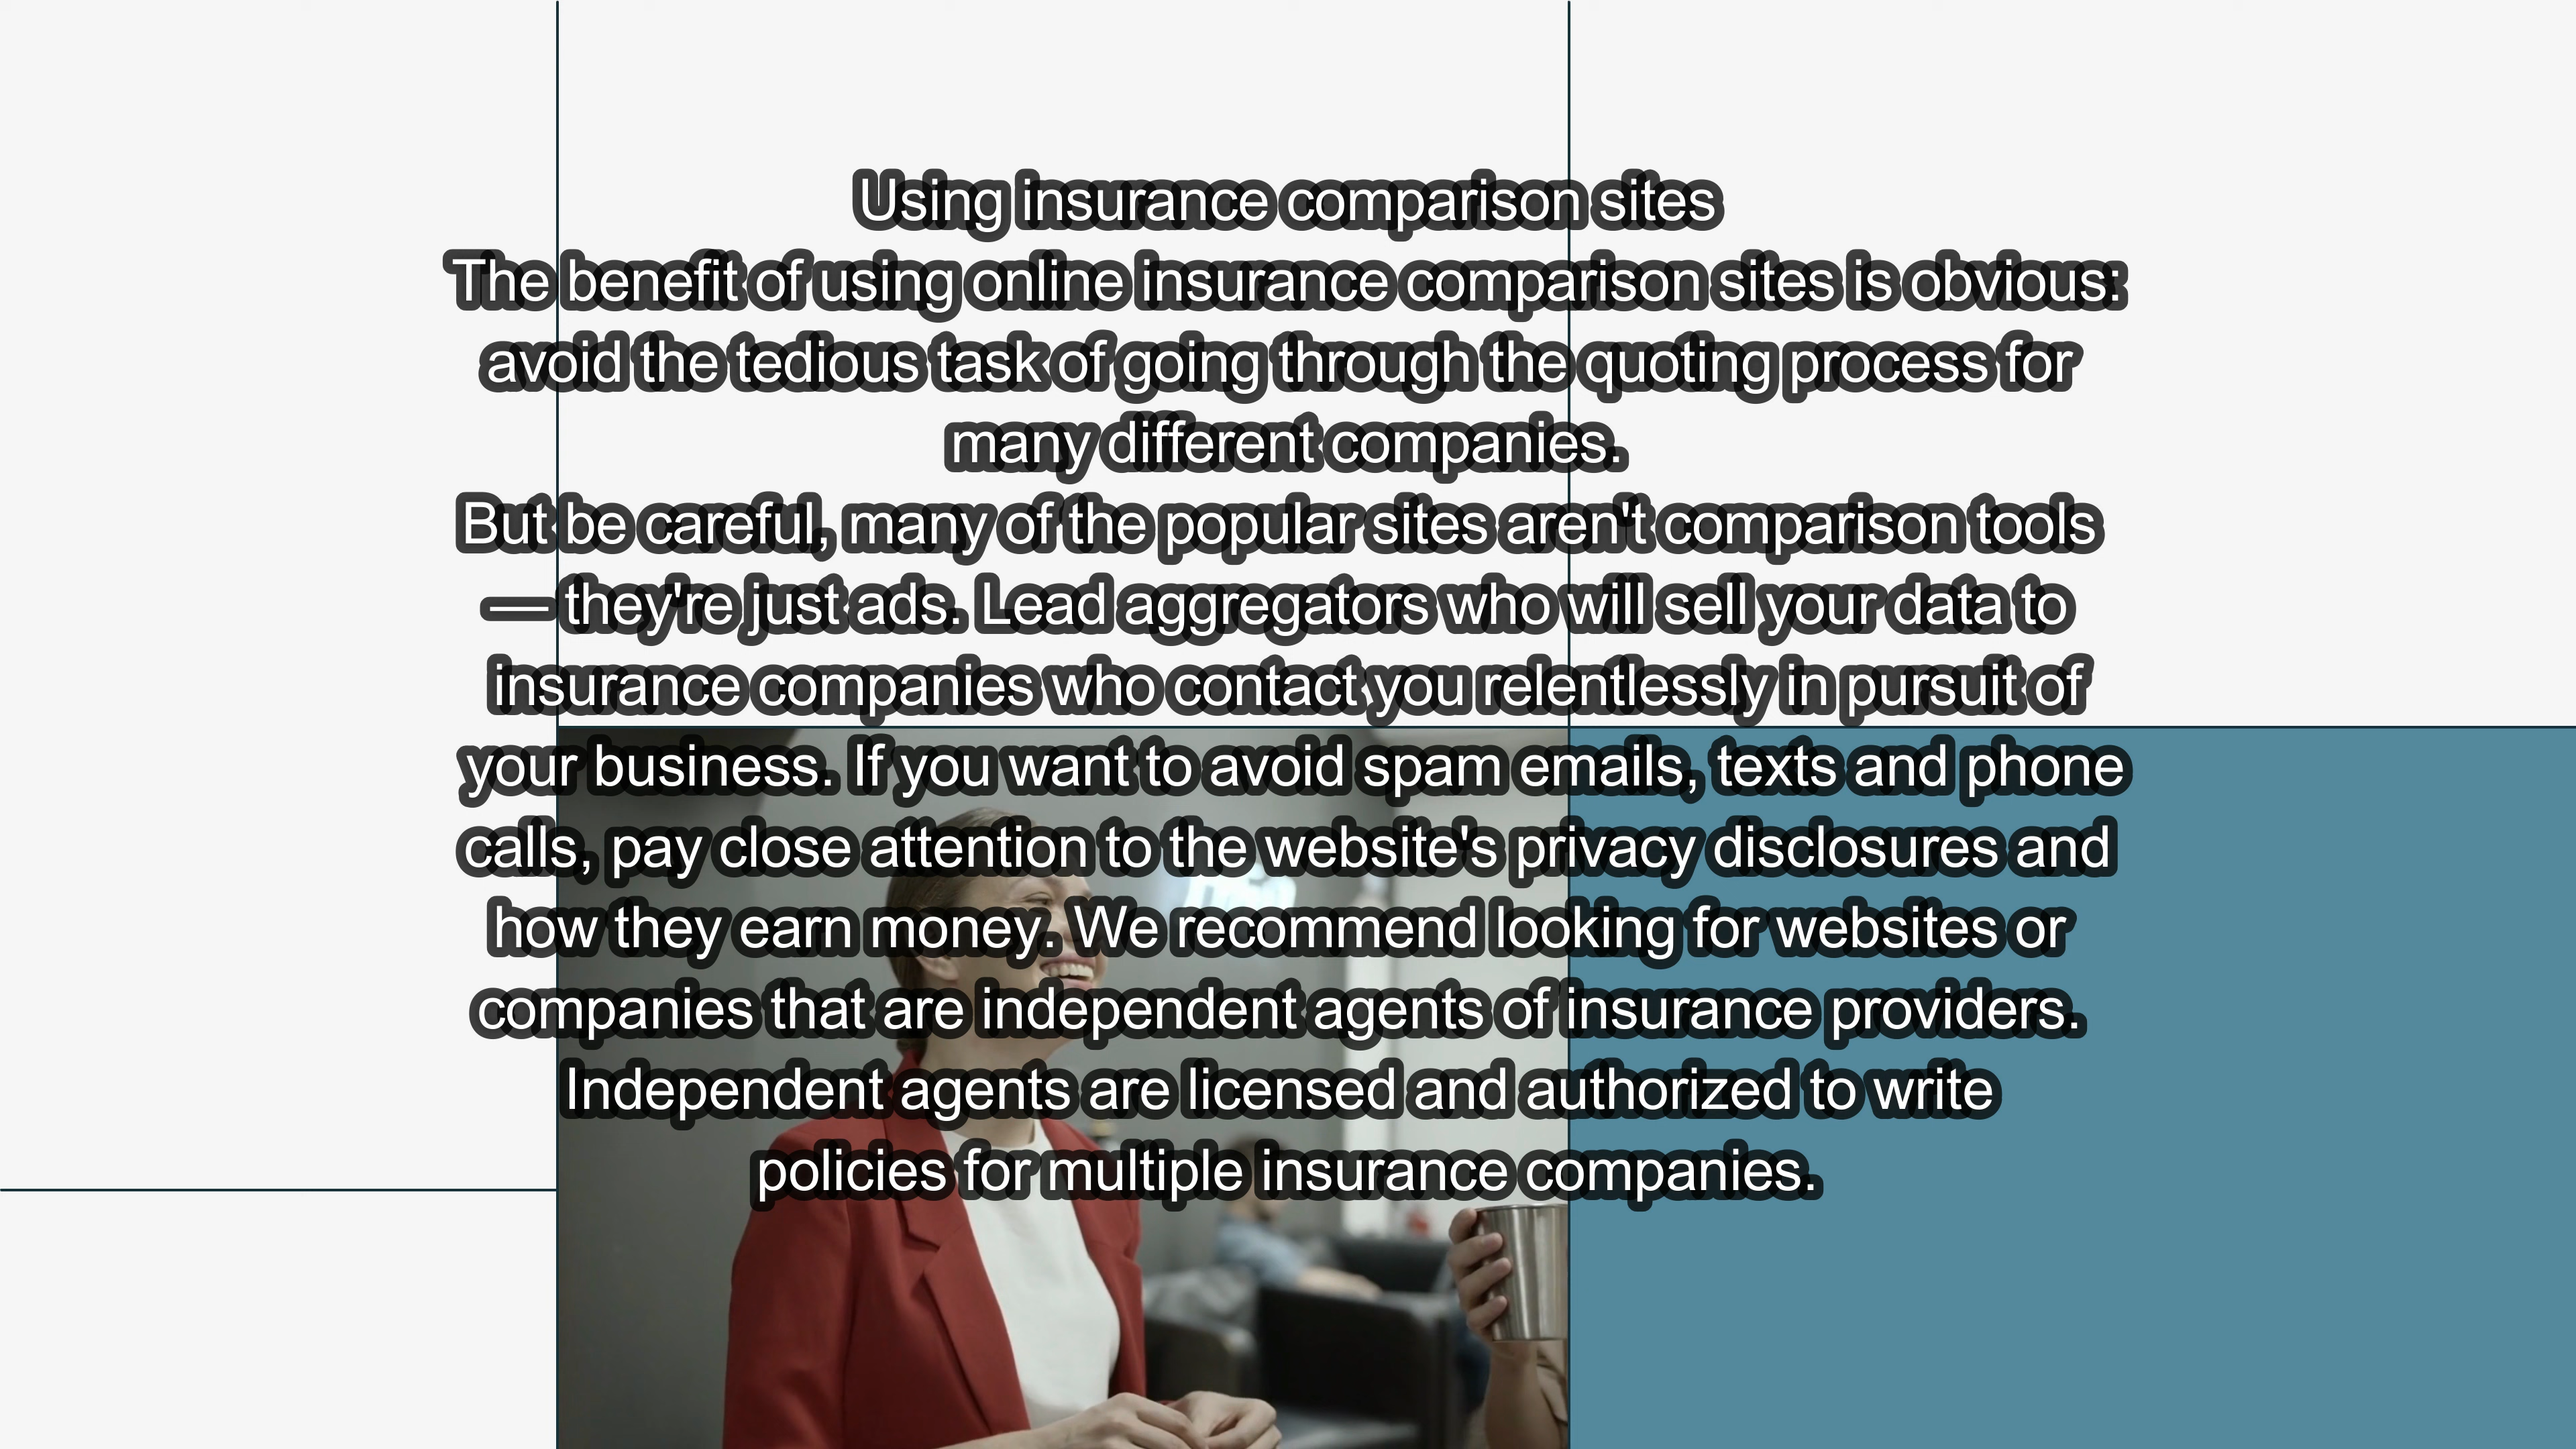 Using insurance comparison sites
The benefit of using online insurance comparison sites is obvious:
avoid the tedious task of going through the quoting process for
many different companies.
But be careful, many of the popular sites aren't comparison tools
— they're just ads. Lead aggregators who will sell your data to
insurance companies who contact you relentlessly in pursuit of
your business. If you want to avoid spam emails, texts and phone
calls, pay close attention to the website's privacy disclosures and
how they earn money. We recommend looking for websites or
companies that are independent agents of insurance providers.
Independent agents are licensed and authorized to write
policies for multiple insurance companies.